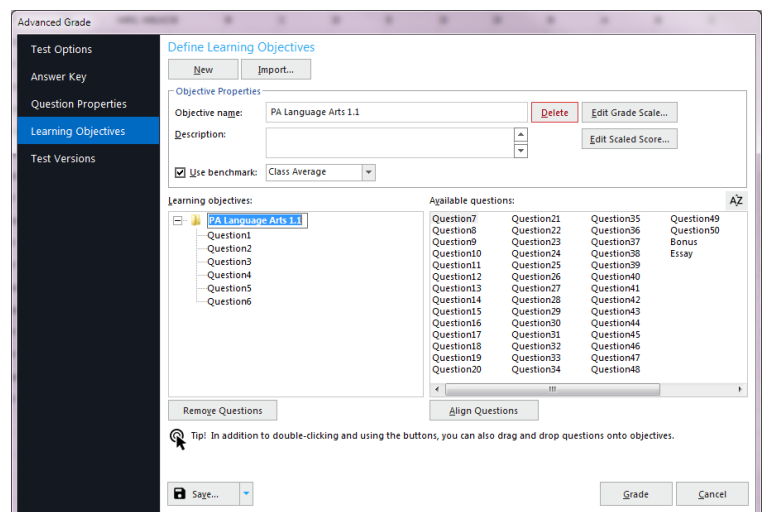 Advanced Grade
Test Options
Answer Key
Question Properties
Learning Objectives
Test Versions
Define Learning Objectives
New Import...
Objective Properties
Objective name: PA Language Arts 1.1 Delete Edit Grade Scale...
Description: Edit Scaled Score...
Use benchmark: Class Average
Learning objectives:
PA Language Arts 1.1
Question1
Question2
Question3
Question4
Question5
Question6
Remove Questions
Available questions: AZ
Question7 Question21 Question35 Question49
Question8 Question22 Question36 Question50
Question9 Question23 Question37 Bonus
Question10 Question24 Question38 Essay
Question11 Question25 Question39
Question12 Question26 Question40
Question13 Question27 Question41
Question14 Question28 Question42
Question15 Question29 Question43
Question16 Question30 Question44
Question17 Question31 Question45
Question18 Question32 Question46
Question19 Question33 Question47
Question20 Question34 Question48
Align Questions
Tip! In addition to double-clicking and using the buttons, you can also drag and drop questions onto objectives.
Save... Grade Cancel